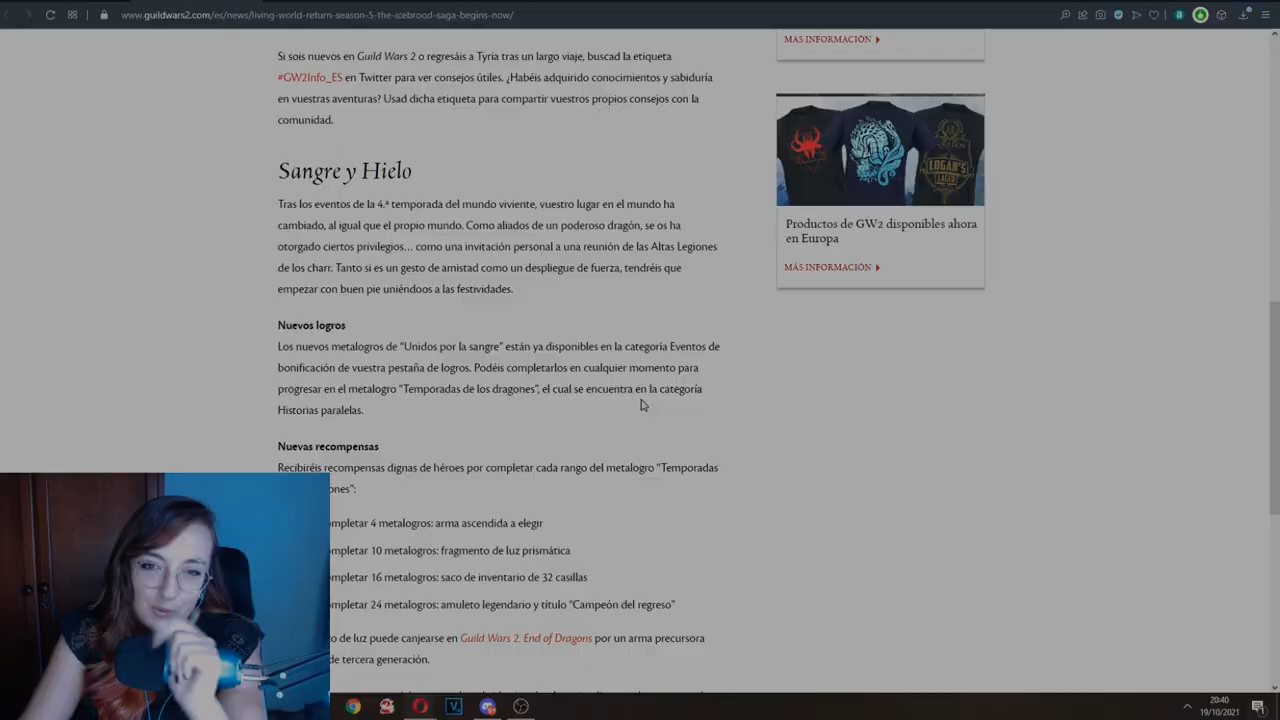 www.guildwars2.com/es/news/living-world-return-season-5-the-icebrood-saga-begins-now/
Si sois nuevos en Guild Wars 2 o regresáis a Tyria tras un largo viaje, buscad la etiqueta
#GW2Info_ES en Twitter para ver consejos útiles. ¿Habéis adquirido conocimientos y sabiduría
en vuestras aventuras? Usad dicha etiqueta para compartir vuestros propios consejos con la
comunidad.
Sangre y Hielo
Tras los eventos de la 4.ª temporada del mundo viviente, vuestro lugar en el mundo ha
cambiado, al igual que el propio mundo. Como aliados de un poderoso dragón, se os ha
otorgado ciertos privilegios... como una invitación personal a una reunión de las Altas Legiones
de los charr. Tanto si es un gesto de amistad como un despliegue de fuerza, tendréis que
empezar con buen pie uniéndoos a las festividades.
Nuevos logros
Los nuevos metalogros de “Unidos por la sangre” están ya disponibles en la categoría Eventos de
bonificación de vuestra pestaña de logros. Podéis completarlos en cualquier momento para
progresar en el metalogro “Temporadas de los dragones”, el cual se encuentra en la categoría
Historias paralelas.
Nuevas recompensas
Recibiréis recompensas dignas de héroes por completar cada rango del metalogro “Temporadas
ones”:
mpletar 4 metalogros: arma ascendida a elegir
mpletar 10 metalogros: fragmento de luz prismática
mpletar 16 metalogros: saco de inventario de 32 casillas
mpletar 24 metalogros: amuleto legendario y título “Campeón del regreso”
o de luz puede canjearse en Guild Wars 2: End of Dragons por un arma precursora
de tercera generación.
MÁS INFORMACIÓN
LOGAN'S
LAGER
Productos de GW2 disponibles ahora
en Europa
MÁS INFORMACIÓN
20:40
19/10/2021